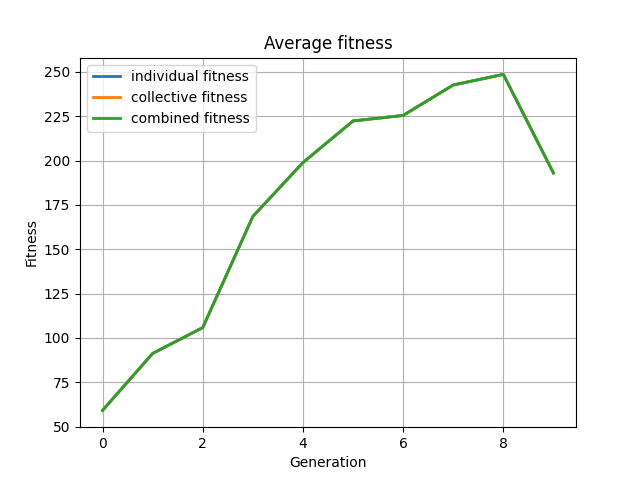 Average fitness
individual fitness
collective fitness
combined fitness
250
225
200
175
150
125
100
75
50
Fitness
0 2 4 6 8
Generation